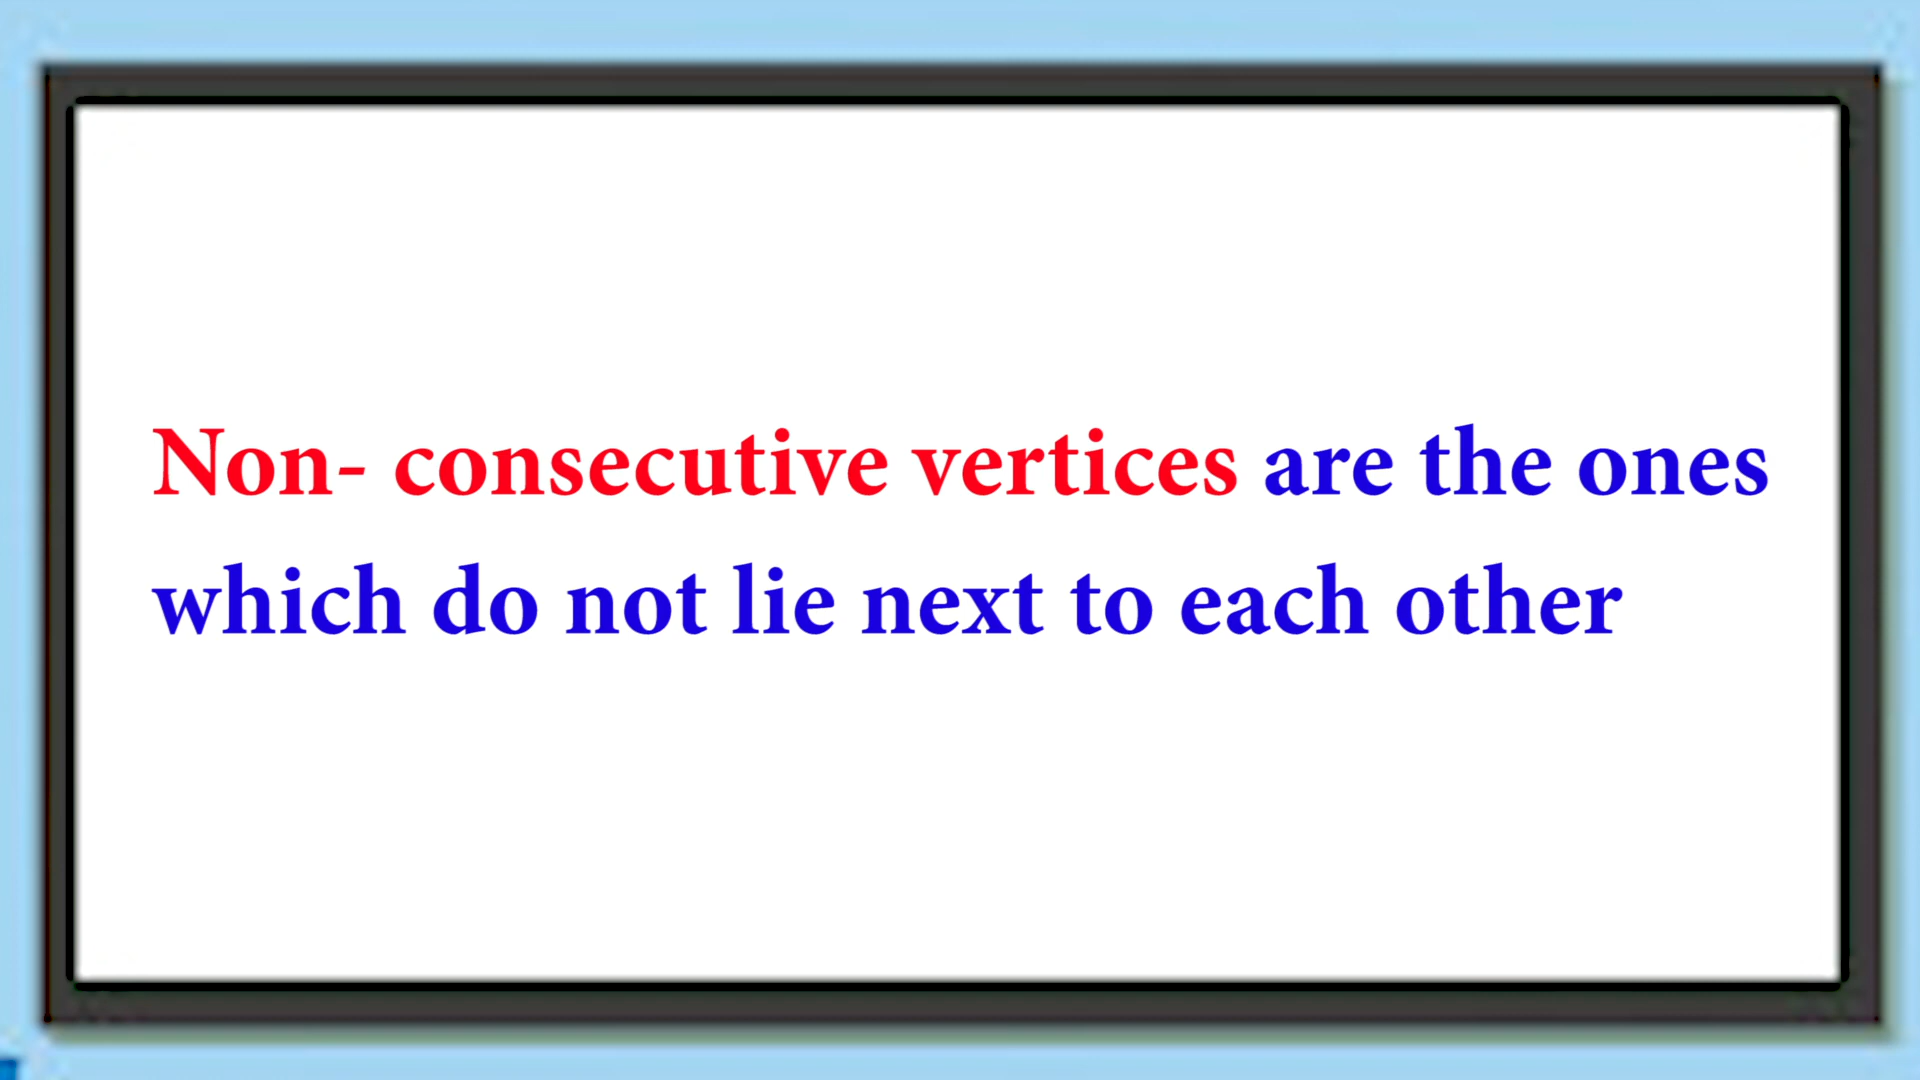 Non- consecutive vertices are the ones
which do not lie next to each other